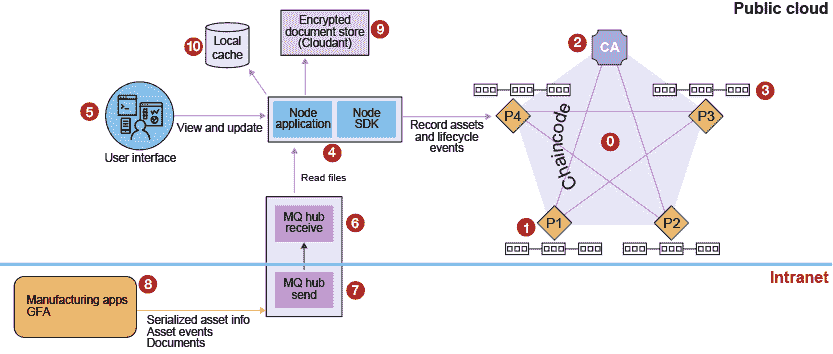 Public cloud
10
Local
cache
Encrypted
document store
(Cloudant)
9
2
CA
3
5
User interface
View and update
Node
application
Node
SDK
4
Record assets
and lifecycle
events
P4
P3
Chaincode
0
Read files
MQ hub
receive
6
1
P1
P2
Intranet
MQ hub
send
7
8
Manufacturing apps
GFA
Serialized asset info
Asset events
Documents